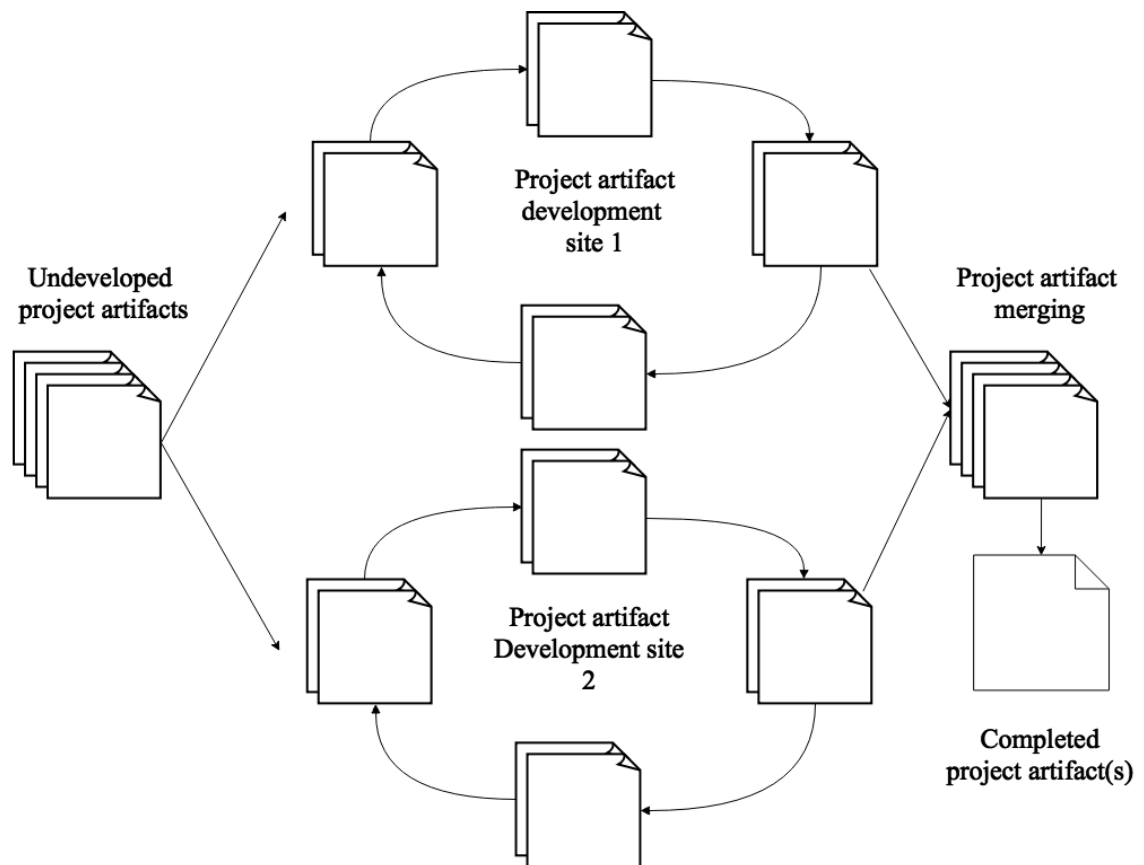 Project artifact
development
site 1
Undeveloped
project artifacts
Project artifact
merging
Project artifact
Development site
2
Completed
project artifact(s)